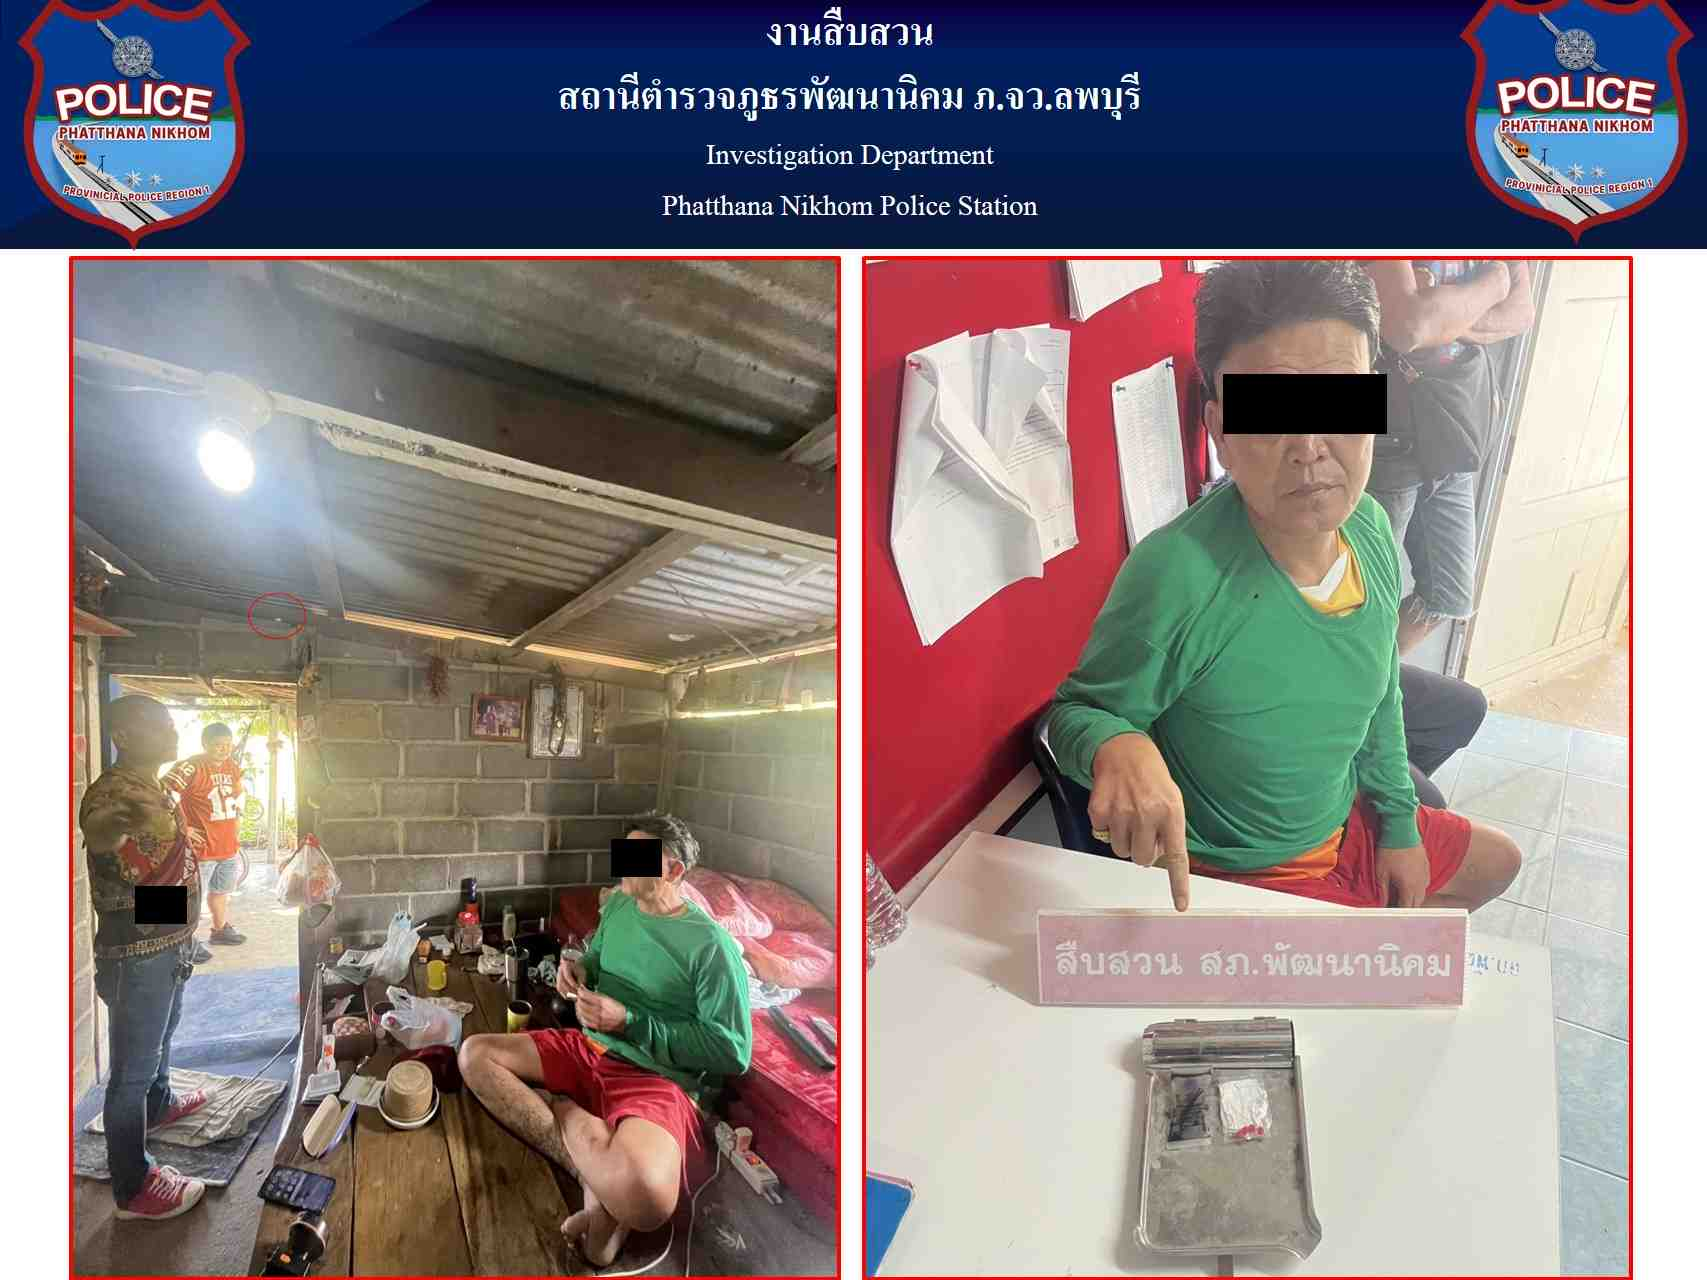 งานสืบสวน
สถานีตำรวจภูธรพัฒนานิคม ภ.จว.ลพบุรี
Investigation Department
Phatthana Nikhom Police Station
POLICE
PHATTHANA NIKHOM
PROVINCIAL POLICE REGION 1
POLICE
PHATTHANA NIKHOM
PROVINCIAL POLICE REGION 1
TEXAS
12
สืบสวน สภ.พัฒนานิคม